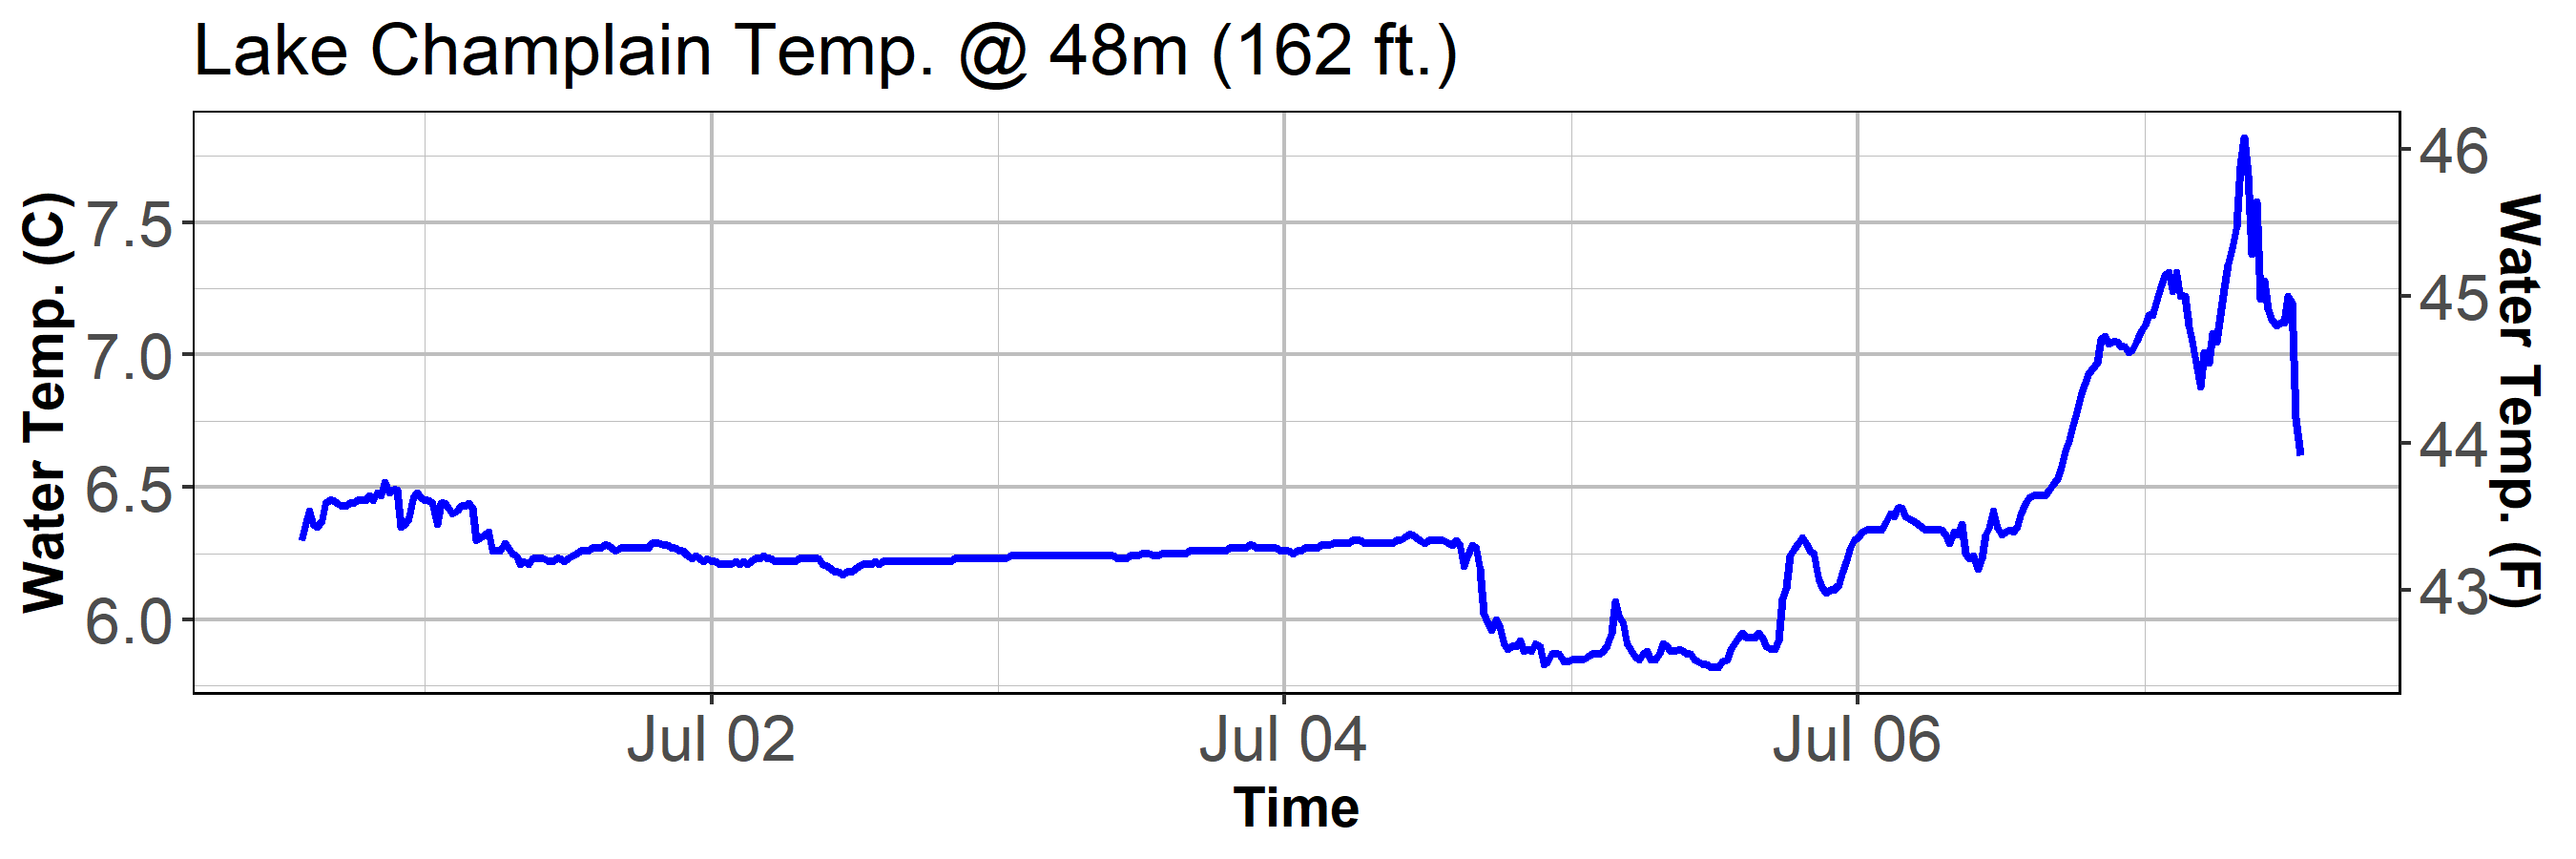 Lake Champlain Temp. @ 48m (162 ft.)
Water Temp. (C)
7.5
7.0
6.5
6.0
46
45
44
43
Water Temp. (F)
Jul 02
Jul 04
Jul 06
Time